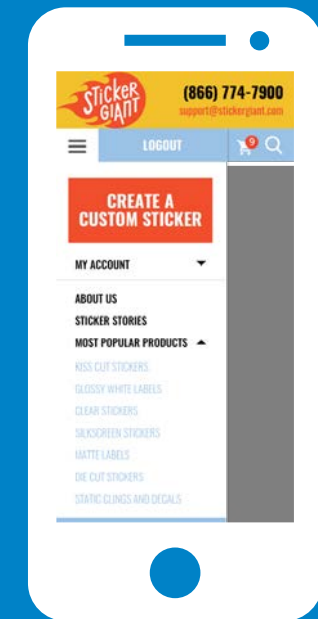 STICKER
GIANT
(866) 774-7900
support@stickergiant.com
LOGOUT
9
CREATE A
CUSTOM STICKER
MY ACCOUNT
ABOUT US
STICKER STORIES
MOST POPULAR PRODUCTS
KISS CUT STICKERS
GLOSSY WHITE LABELS
CLEAR STICKERS
SILKSCREEN STICKERS
MATTE LABELS
DIE CUT STICKERS
STATIC CLINGS AND DECALS